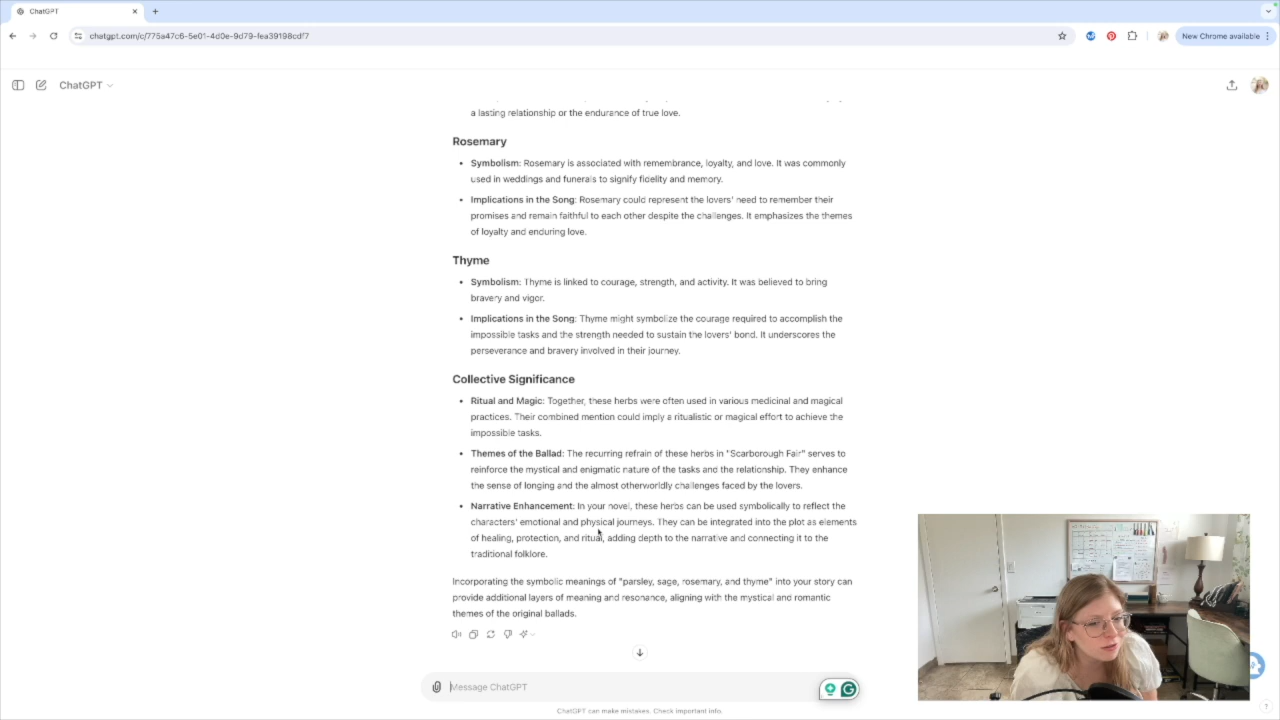 ChatGPT
chatgpt.com/c/775a47c6-5e01-4d0e-9d79-fea39198cdf7
New Chrome available
ChatGPT
a lasting relationship or the endurance of true love.
Rosemary
Symbolism: Rosemary is associated with remembrance, loyalty, and love. It was commonly
used in weddings and funerals to signify fidelity and memory.
Implications in the Song: Rosemary could represent the lovers' need to remember their
promises and remain faithful to each other despite the challenges. It emphasizes the themes
of loyalty and enduring love.
Thyme
Symbolism: Thyme is linked to courage, strength, and activity. It was believed to bring
bravery and vigor.
Implications in the Song: Thyme might symbolize the courage required to accomplish the
impossible tasks and the strength needed to sustain the lovers' bond. It underscores the
perseverance and bravery involved in their journey.
Collective Significance
Ritual and Magic: Together, these herbs were often used in various medicinal and magical
practices. Their combined mention could imply a ritualistic or magical effort to achieve the
impossible tasks.
Themes of the Ballad: The recurring refrain of these herbs in "Scarborough Fair" serves to
reinforce the mystical and enigmatic nature of the tasks and the relationship. They enhance
the sense of longing and the almost otherworldly challenges faced by the lovers.
Narrative Enhancement: In your novel, these herbs can be used symbolically to reflect the
characters' emotional and physical journeys. They can be integrated into the plot as elements
of healing, protection, and ritual, adding depth to the narrative and connecting it to the
traditional folklore.
Incorporating the symbolic meanings of "parsley, sage, rosemary, and thyme" into your story can
provide additional layers of meaning and resonance, aligning with the mystical and romantic
themes of the original ballads.
Message ChatGPT
ChatGPT can make mistakes. Check important info.